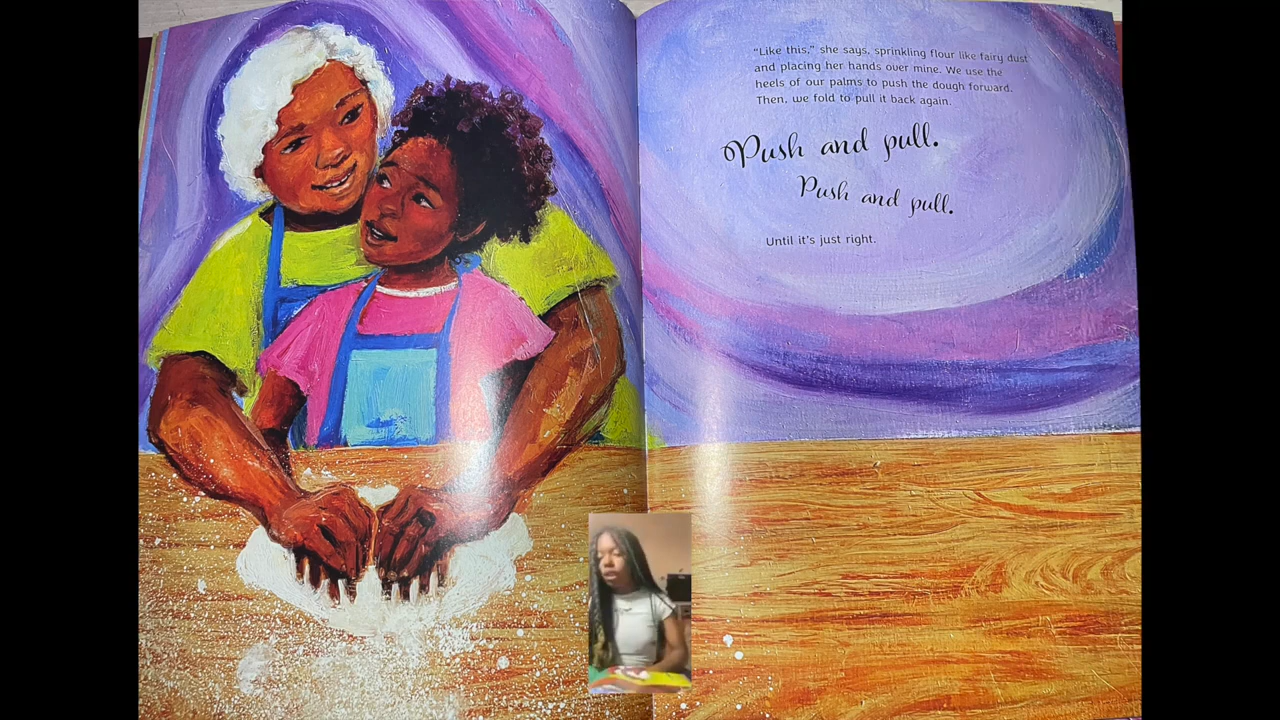 “Like this,” she says, sprinkling flour like fairy dust
and placing her hands over mine. We use the
heels of our palms to push the dough forward.
Then, we fold to pull it back again.
Push and pull.
Push and pull.
Until it’s just right.